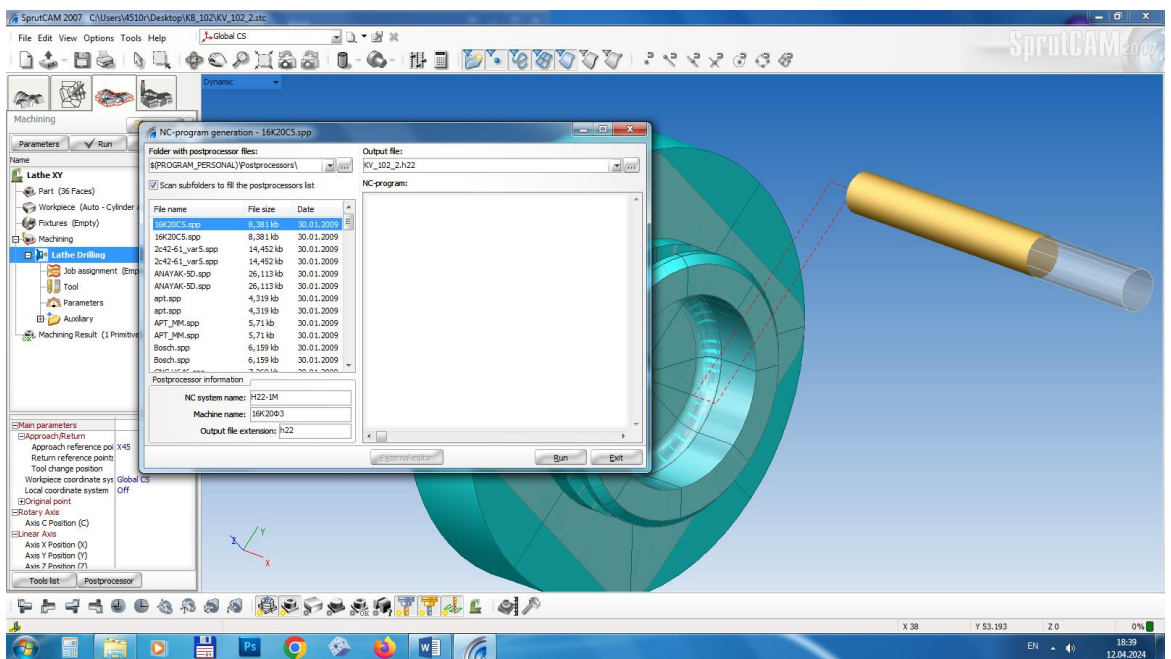 SprutCAM 2007 C:\Users\4510r\Desktop\KB_102\KV_102_2.stc
File Edit View Options Tools Help
Global CS
SprutCAM 2007
Dynamic
Machining
Parameters
Run
Name
Lathe XY
Part (36 Faces)
Workpiece (Auto - Cylinder
Fixtures (Empty)
Machining
Lathe Drilling
Job assignment (Emp
Tool
Parameters
Auxiliary
Machining Result (1 Primitive
NC-program generation - 16K20C5.spp
Folder with postprocessor files:
$(PROGRAM_PERSONAL)\Postprocessors\
Scan subfolders to fill the postprocessors list
File name File size Date
16K20C5.spp 8,381 kb 30.01.2009
16K20C5.spp 8,381 kb 30.01.2009
2c42-61_var5.spp 14,452 kb 30.01.2009
2c42-61_var5.spp 14,452 kb 30.01.2009
ANAYAK-5D.spp 26,113 kb 30.01.2009
ANAYAK-5D.spp 26,113 kb 30.01.2009
apt.spp 4,319 kb 30.01.2009
apt.spp 4,319 kb 30.01.2009
APT_MM.spp 5,71 kb 30.01.2009
APT_MM.spp 5,71 kb 30.01.2009
Bosch.spp 6,159 kb 30.01.2009
Bosch.spp 6,159 kb 30.01.2009
Postprocessor information
NC system name: H22-1M
Machine name: 16K20Ф3
Output file extension: h22
Output file:
KV_102_2.h22
NC-program:
External editor
Run
Exit
Main parameters
Approach/Return
Approach reference poi X45
Return reference points
Tool change position
Workpiece coordinate sys Global CS
Local coordinate system Off
Original point
Rotary Axis
Axis C Position (C)
Linear Axis
Axis X Position (X)
Axis Y Position (Y)
Axis Z Position (Z)
Tools list
Postprocessor
Z
Y
X
X 38 Y 53.193 Z 0 0%
Ps
EN
18:39
12.04.2024